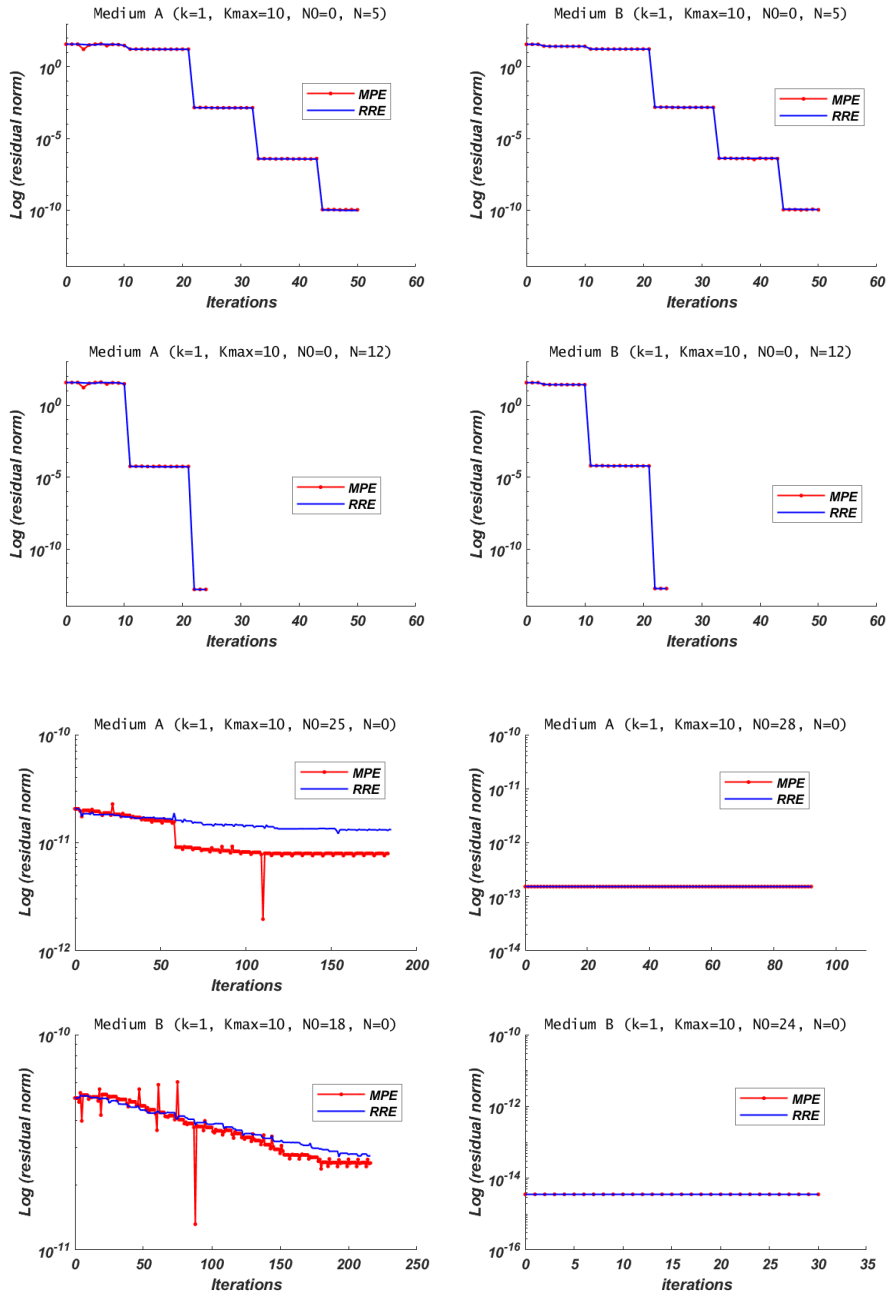 Medium A (k=1, Kmax=10, N0=0, N=5)
Log (residual norm)
10^0
10^-5
10^-10
MPE
RRE
0 10 20 30 40 50 60
Iterations
Medium B (k=1, Kmax=10, N0=0, N=5)
Log (residual norm)
10^0
10^-5
10^-10
MPE
RRE
0 10 20 30 40 50 60
Iterations
Medium A (k=1, Kmax=10, N0=0, N=12)
Log (residual norm)
10^0
10^-5
10^-10
MPE
RRE
0 10 20 30 40 50 60
Iterations
Medium B (k=1, Kmax=10, N0=0, N=12)
Log (residual norm)
10^0
10^-5
10^-10
MPE
RRE
0 10 20 30 40 50 60
Iterations
Medium A (k=1, Kmax=10, N0=25, N=0)
Log (residual norm)
10^-10
10^-11
10^-12
MPE
RRE
0 50 100 150 200
Iterations
Medium A (k=1, Kmax=10, N0=28, N=0)
Log (residual norm)
10^-10
10^-11
10^-12
10^-13
10^-14
MPE
RRE
0 20 40 60 80 100
Iterations
Medium B (k=1, Kmax=10, N0=18, N=0)
Log (residual norm)
10^-10
10^-11
MPE
RRE
0 50 100 150 200 250
Iterations
Medium B (k=1, Kmax=10, N0=24, N=0)
Log (residual norm)
10^-10
10^-12
10^-14
10^-16
MPE
RRE
0 5 10 15 20 25 30 35
iterations